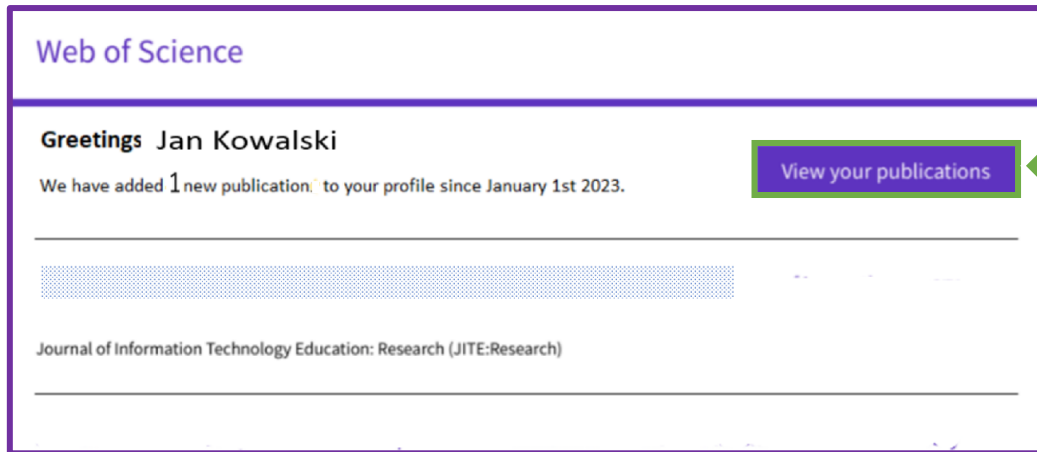 Web of Science
Greetings Jan Kowalski
We have added 1 new publication to your profile since January 1st 2023.
View your publications
Journal of Information Technology Education: Research (JITE:Research)